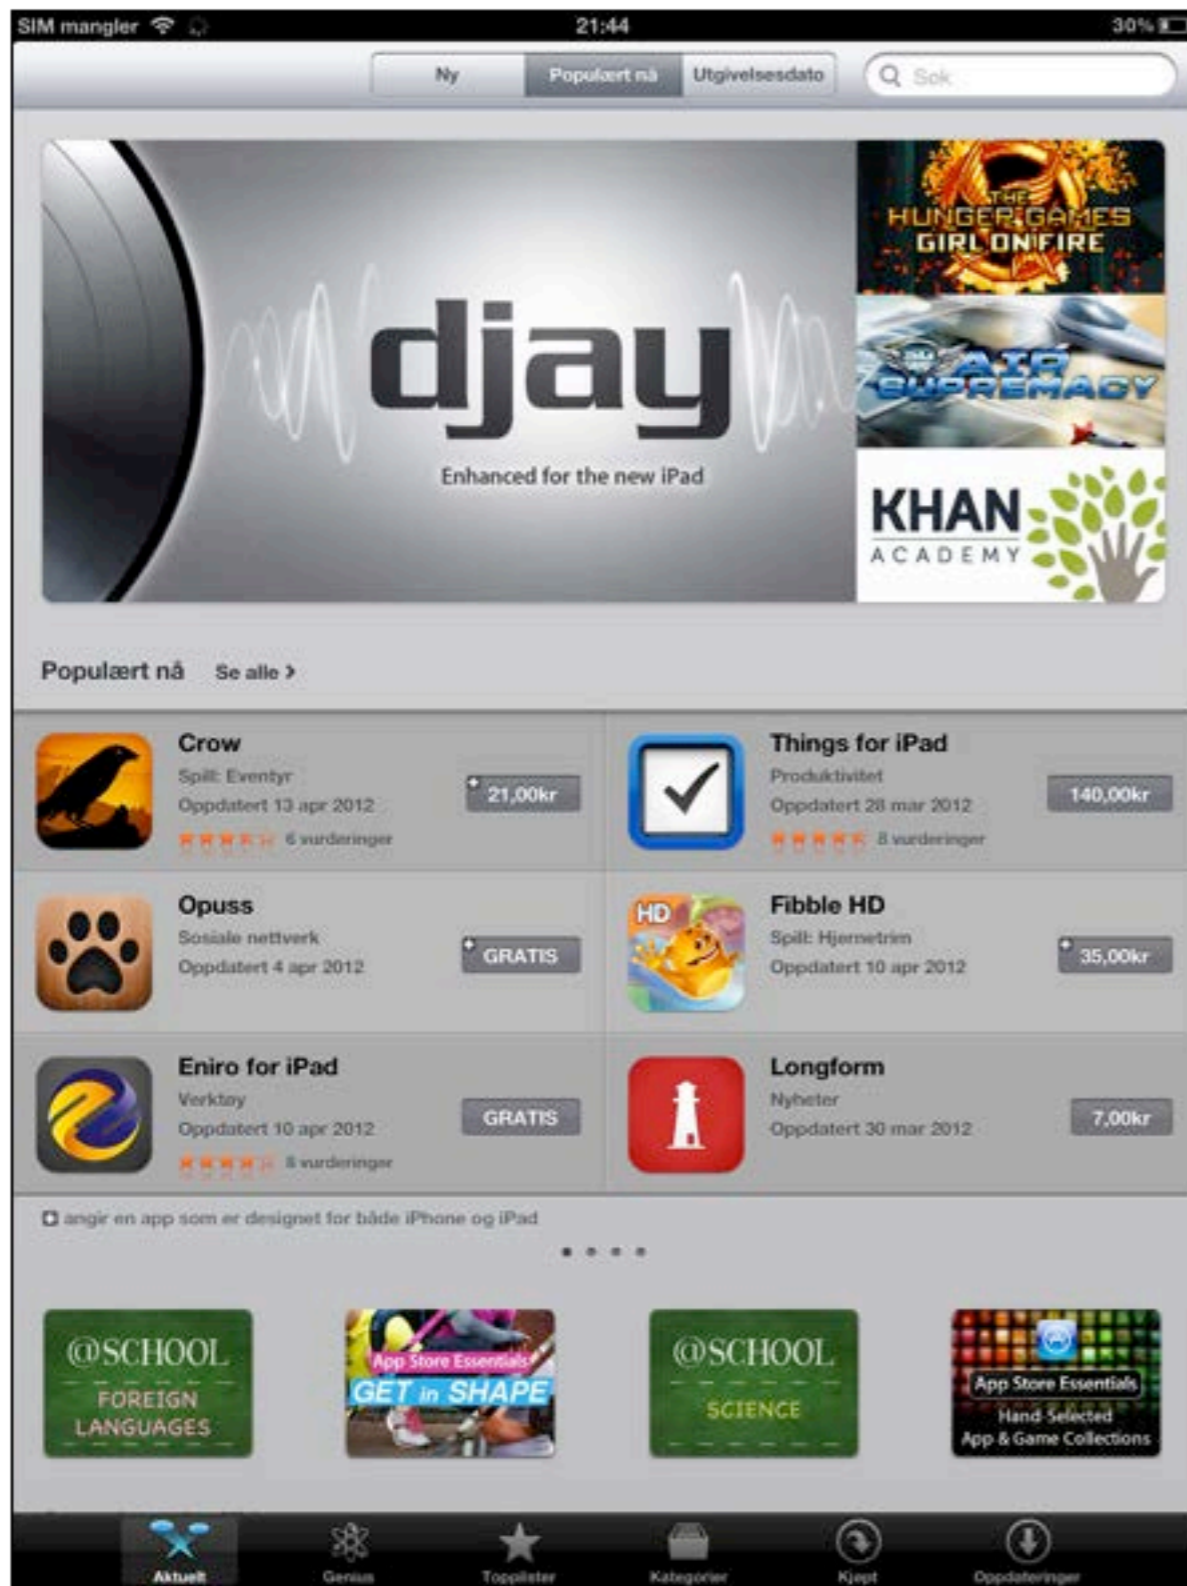 SIM mangler
21:44
30%
Ny
Populært nå
Utgivelsesdato
Søk
djay
Enhanced for the new iPad
THE
HUNGER GAMES
GIRL ON FIRE
AIR
SUPREMACY
KHAN
ACADEMY
Populært nå
Se alle >
Crow
Spill: Eventyr
Oppdatert 13 apr 2012
6 vurderinger
21,00kr
Things for iPad
Produktivitet
Oppdatert 28 mar 2012
8 vurderinger
140,00kr
Opuss
Sosiale nettverk
Oppdatert 4 apr 2012
GRATIS
HD
Fibble HD
Spill: Hjernetrim
Oppdatert 10 apr 2012
35,00kr
Eniro for iPad
Verktøy
Oppdatert 10 apr 2012
8 vurderinger
GRATIS
Longform
Nyheter
Oppdatert 30 mar 2012
7,00kr
angir en app som er designet for både iPhone og iPad
@SCHOOL
FOREIGN
LANGUAGES
App Store Essentials
GET in SHAPE
@SCHOOL
SCIENCE
App Store Essentials
Hand-Selected
App & Game Collections
Aktuelt
Genius
Topplister
Kategorier
Kjøpt
Oppdateringer